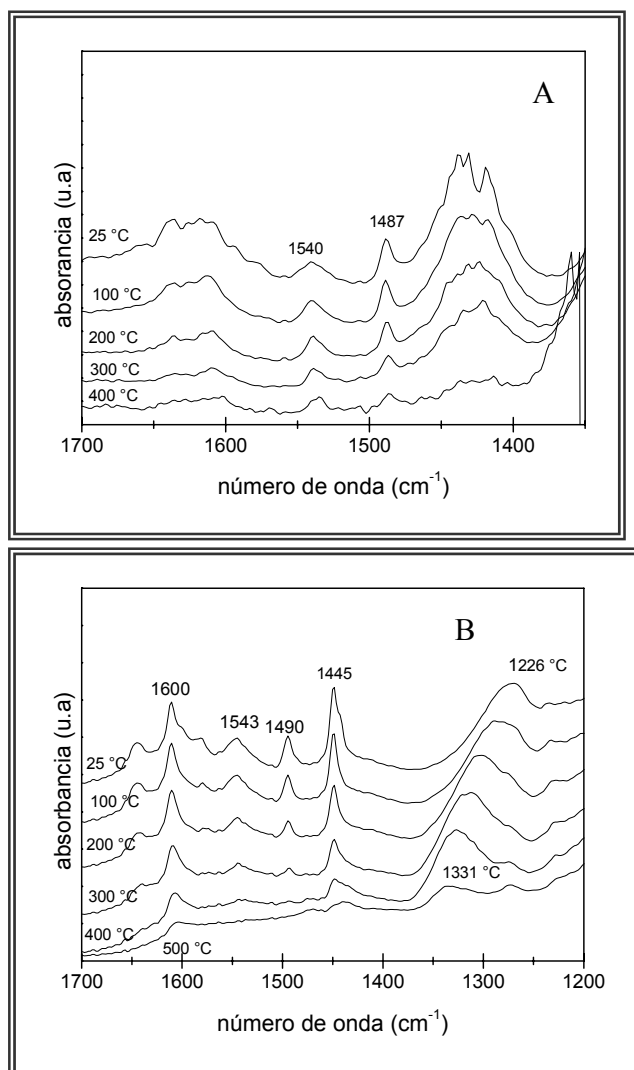 A
absorancia (u.a)
25 °C
100 °C
200 °C
300 °C
400 °C
1540
1487
1700
1600
1500
1400
número de onda (cm-1)
B
absorbancia (u.a)
1600
1543
1490
1445
1226 °C
1331 °C
25 °C
100 °C
200 °C
300 °C
400 °C
500 °C
1700
1600
1500
1400
1300
1200
número de onda (cm-1)